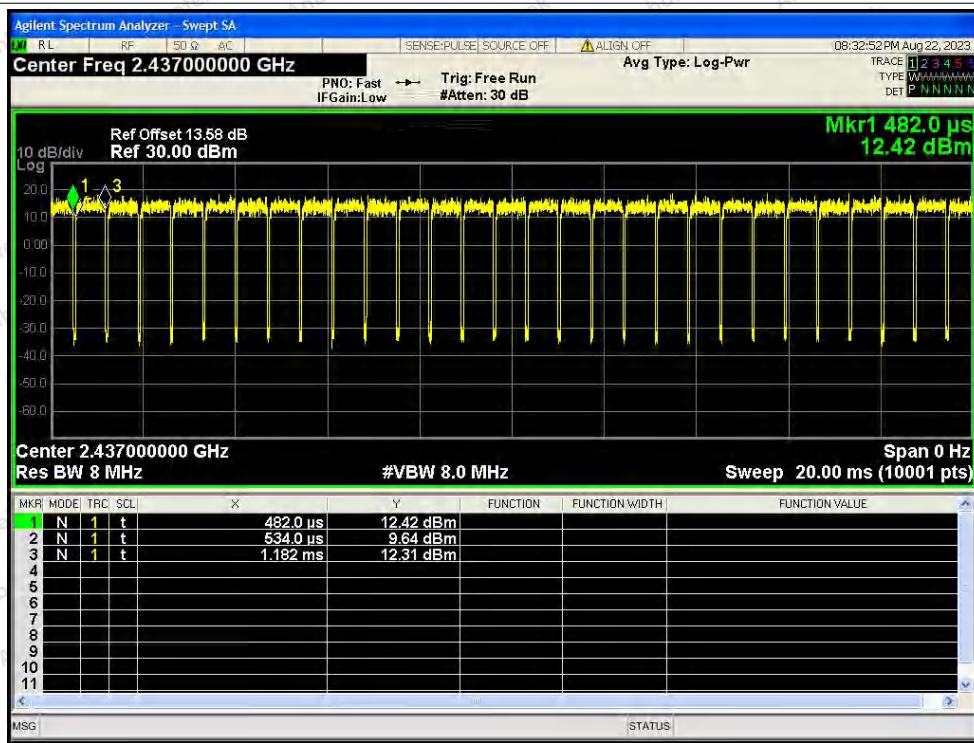 Agilent Spectrum Analyzer - Swept SA
RL RF 50 Ω AC SENSE:PULSE SOURCE OFF ALIGN OFF 08:32:52 PM Aug 22, 2023
Center Freq 2.437000000 GHz
PNO: Fast
IFGain:Low
Trig: Free Run
#Atten: 30 dB
Avg Type: Log-Pwr
TRACE 1 2 3 4 5
TYPE
DET P N N N N N
Mkr1 482.0 µs
12.42 dBm
Ref Offset 13.58 dB
10 dB/div Ref 30.00 dBm
Log
1 3
20.0
10.0
0.00
-10.0
-20.0
-30.0
-40.0
-50.0
-60.0
Center 2.437000000 GHz Span 0 Hz
Res BW 8 MHz #VBW 8.0 MHz Sweep 20.00 ms (10001 pts)
MKR MODE TRC SCL X Y FUNCTION FUNCTION WIDTH FUNCTION VALUE
1 N 1 t 482.0 µs 12.42 dBm
2 N 1 t 534.0 µs 9.64 dBm
3 N 1 t 1.182 ms 12.31 dBm
4
5
6
7
8
9
10
11
MSG STATUS